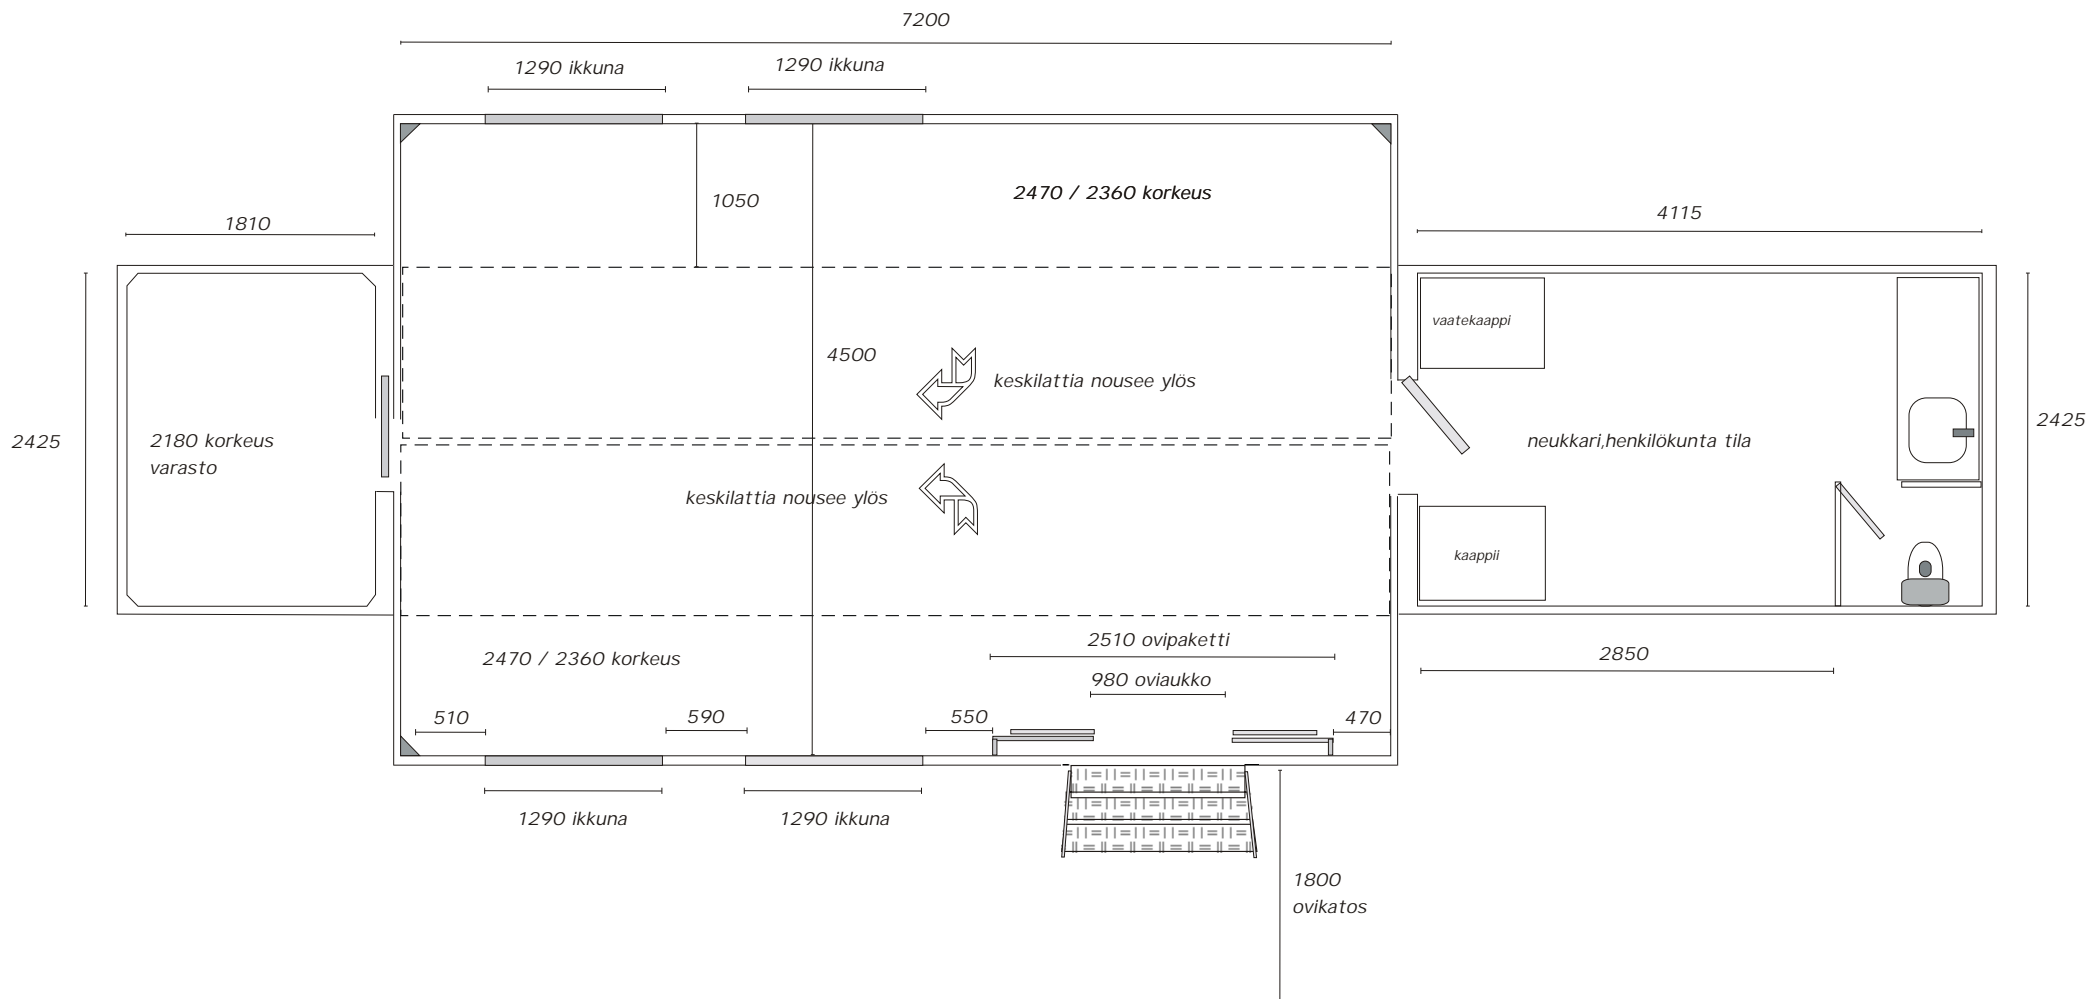 7200
1290 ikkuna
1290 ikkuna
1050
2470 / 2360 korkeus
1810
4115
vaatekaappi
4500
keskilattia nousee ylös
2425
2180 korkeus
varasto
neukkari,henkilökunta tila
2425
keskilattia nousee ylös
kaappii
2470 / 2360 korkeus
2510 ovipaketti
2850
980 oviaukko
510
590
550
470
1290 ikkuna
1290 ikkuna
1800
ovikatos